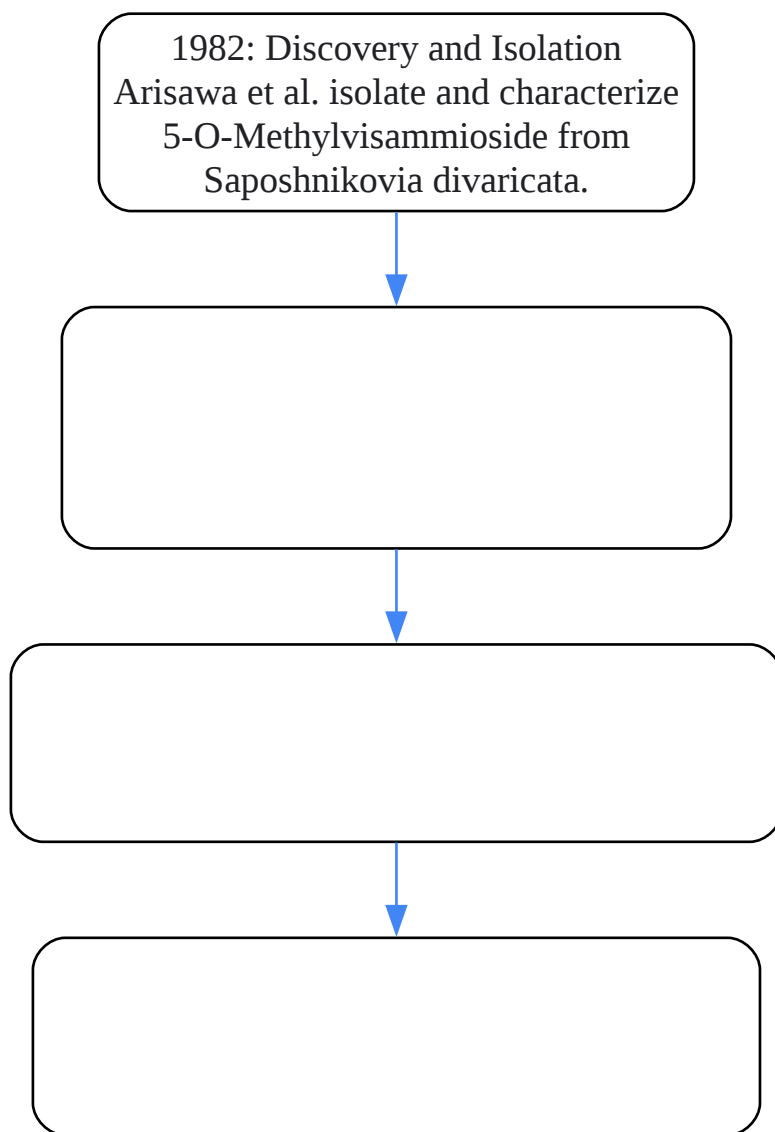 1982: Discovery and Isolation
Arisawa et al. isolate and characterize
5-O-Methylvisammioside from
Saposhnikovia divaricata.